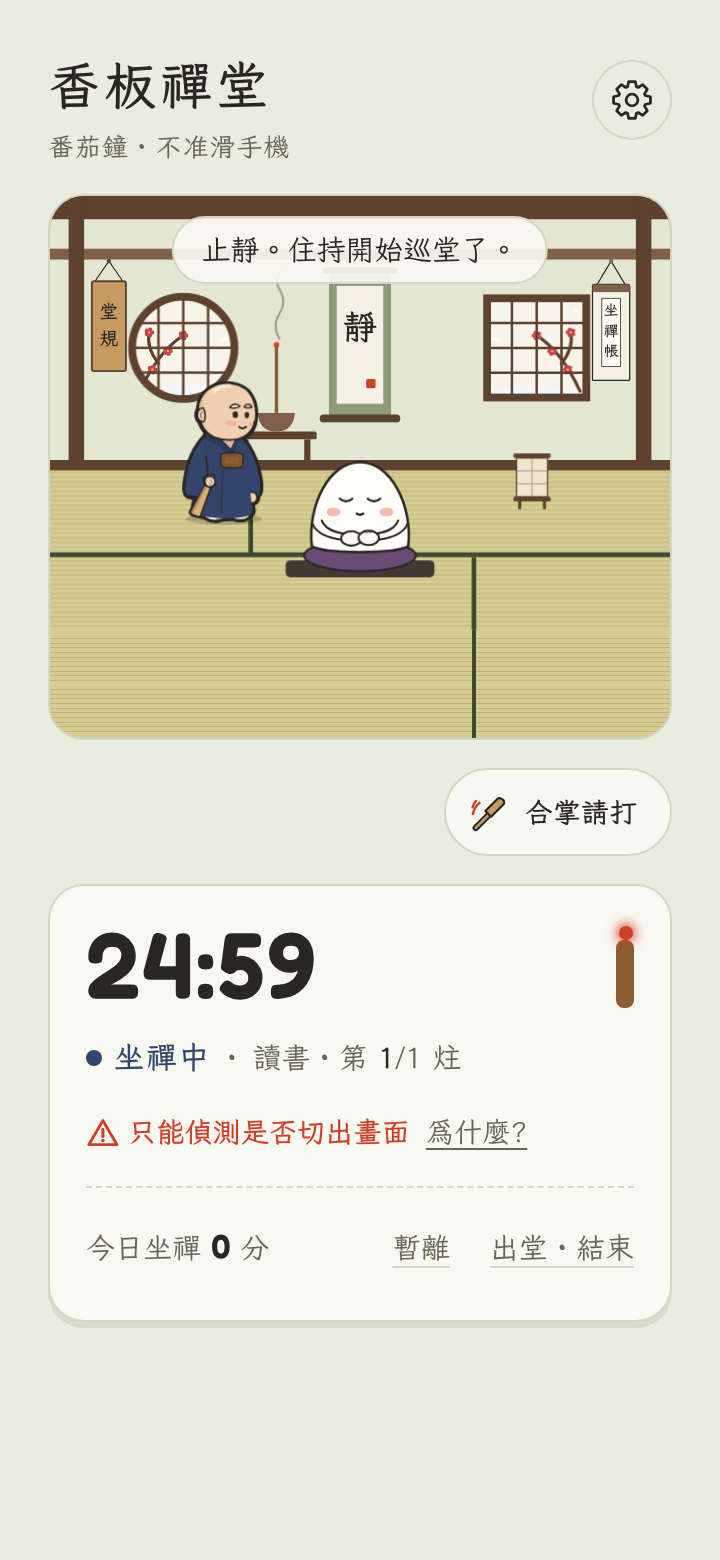 香板禪堂
番茄鐘・不准滑手機
止靜。住持開始巡堂了。
堂規
靜
坐禪帳
合掌請打
24:59
坐禪中・讀書・第 1/1 炷
只能偵測是否切出畫面 為什麼?
今日坐禪 0 分 暫離 出堂・結束